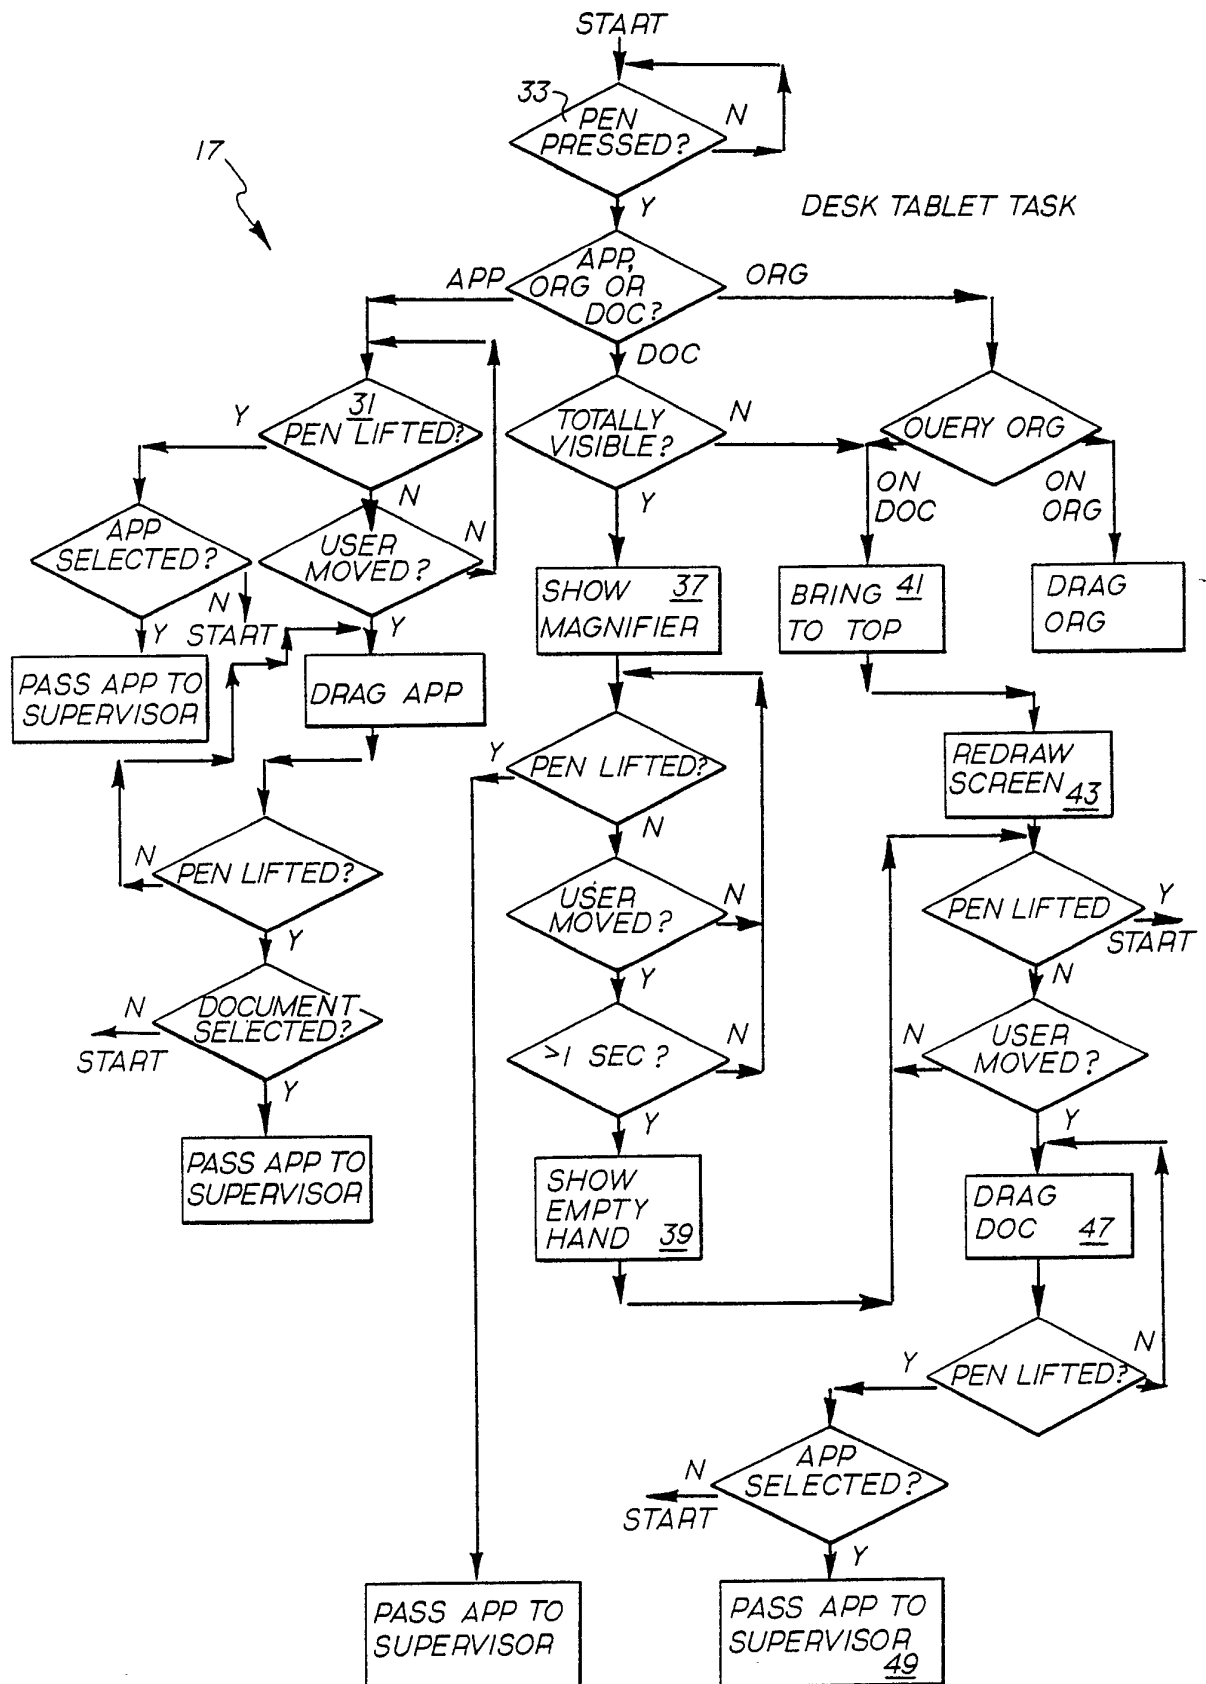 START
33
PEN
PRESSED?
N
17
Y
DESK TABLET TASK
APP
APP,
ORG OR
DOC?
ORG
DOC
Y
31
PEN LIFTED?
TOTALLY
VISIBLE?
N
OUERY ORG
N
ON
DOC
ON
ORG
APP
SELECTED?
USER
MOVED?
N
Y
N
START
Y
Y
SHOW 37
MAGNIFIER
BRING 41
TO TOP
DRAG
ORG
PASS APP TO
SUPERVISOR
DRAG APP
Y
PEN LIFTED?
REDRAW
SCREEN 43
N
N
PEN LIFTED?
USER
MOVED?
N
PEN LIFTED
Y
START
Y
Y
N
N
DOCUMENT
SELECTED?
START
>1 SEC?
N
N
USER
MOVED?
Y
Y
Y
PASS APP TO
SUPERVISOR
SHOW
EMPTY
HAND 39
DRAG
DOC 47
Y
PEN LIFTED?
N
N
APP
SELECTED?
START
Y
PASS APP TO
SUPERVISOR
PASS APP TO
SUPERVISOR
49